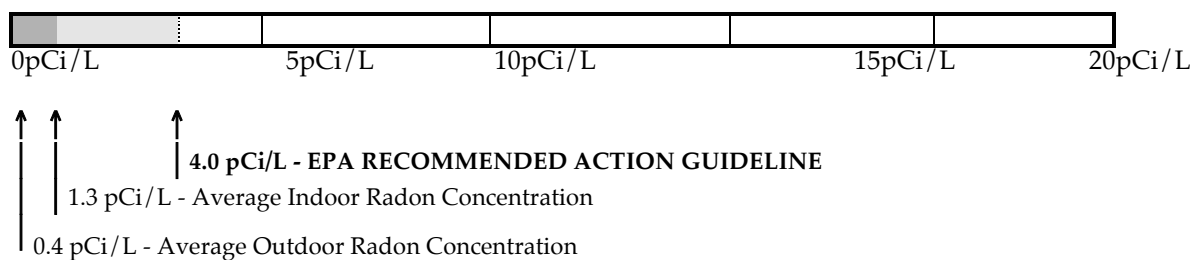 0pCi/L 5pCi/L 10pCi/L 15pCi/L 20pCi/L
4.0 pCi/L - EPA RECOMMENDED ACTION GUIDELINE
1.3 pCi/L - Average Indoor Radon Concentration
0.4 pCi/L - Average Outdoor Radon Concentration